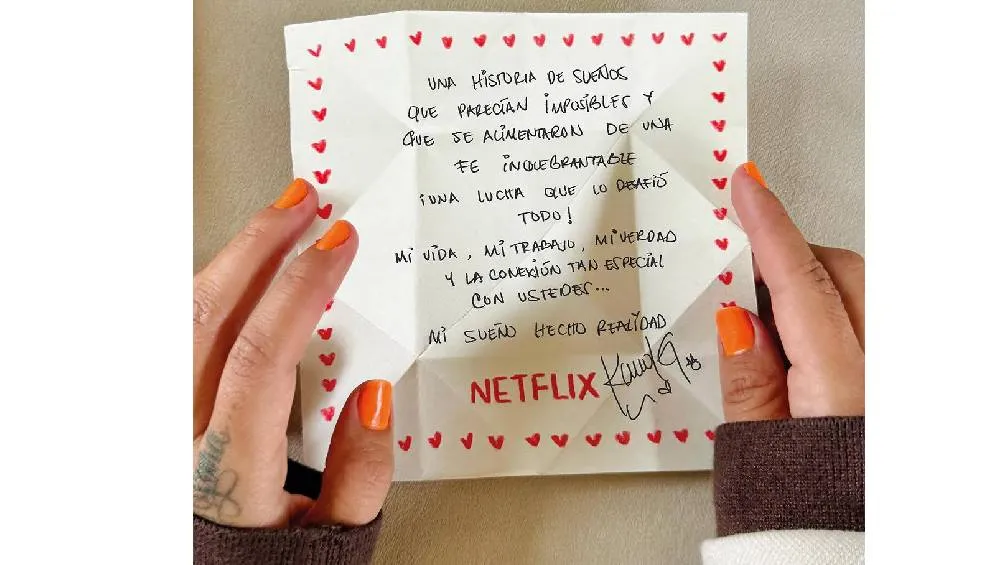 UNA HISTORIA DE SUEÑOS
QUE PARECÍAN IMPOSIBLES Y
QUE SE ALIMENTARON DE UNA
FE INQUEBRANTABLE
¡UNA LUCHA QUE LO DESAFIÓ
TODO!
MI VIDA, MI TRABAJO, MI VERDAD
Y LA CONEXIÓN TAN ESPECIAL
CON USTEDES...
MI SUEÑO HECHO REALIDAD
NETFLIX Karol G